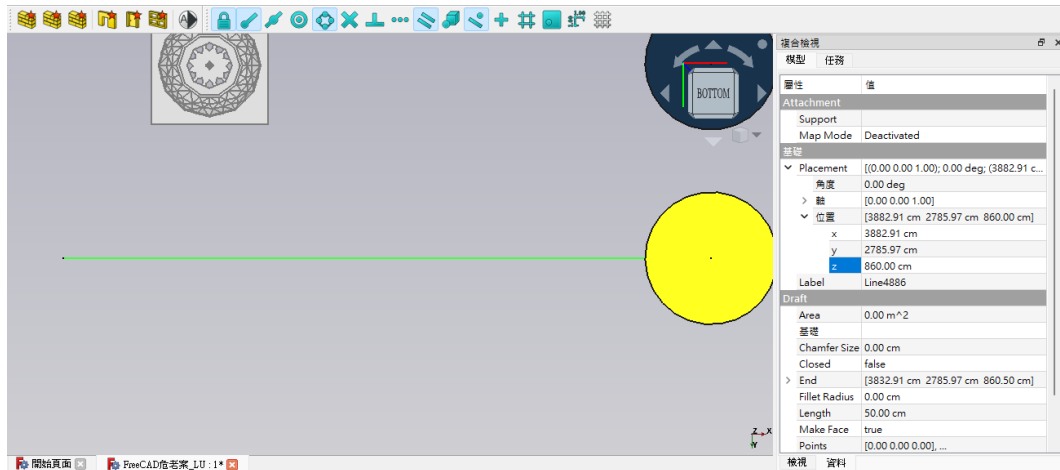 複合檢視
模型 任務
BOTTOM
屬性 值
Attachment
Support
Map Mode Deactivated
基礎
Placement [(0.00 0.00 1.00); 0.00 deg; (3882.91 c...
角度 0.00 deg
軸 [0.00 0.00 1.00]
位置 [3882.91 cm 2785.97 cm 860.00 cm]
x 3882.91 cm
y 2785.97 cm
z 860.00 cm
Label Line4886
Draft
Area 0.00 m^2
基礎
Chamfer Size 0.00 cm
Closed false
End [3832.91 cm 2785.97 cm 860.50 cm]
Fillet Radius 0.00 cm
Length 50.00 cm
Make Face true
Points [0.00 0.00 0.00], ...
Z X
Y
開始頁面 FreeCAD危老案_LU : 1*
檢視 資料